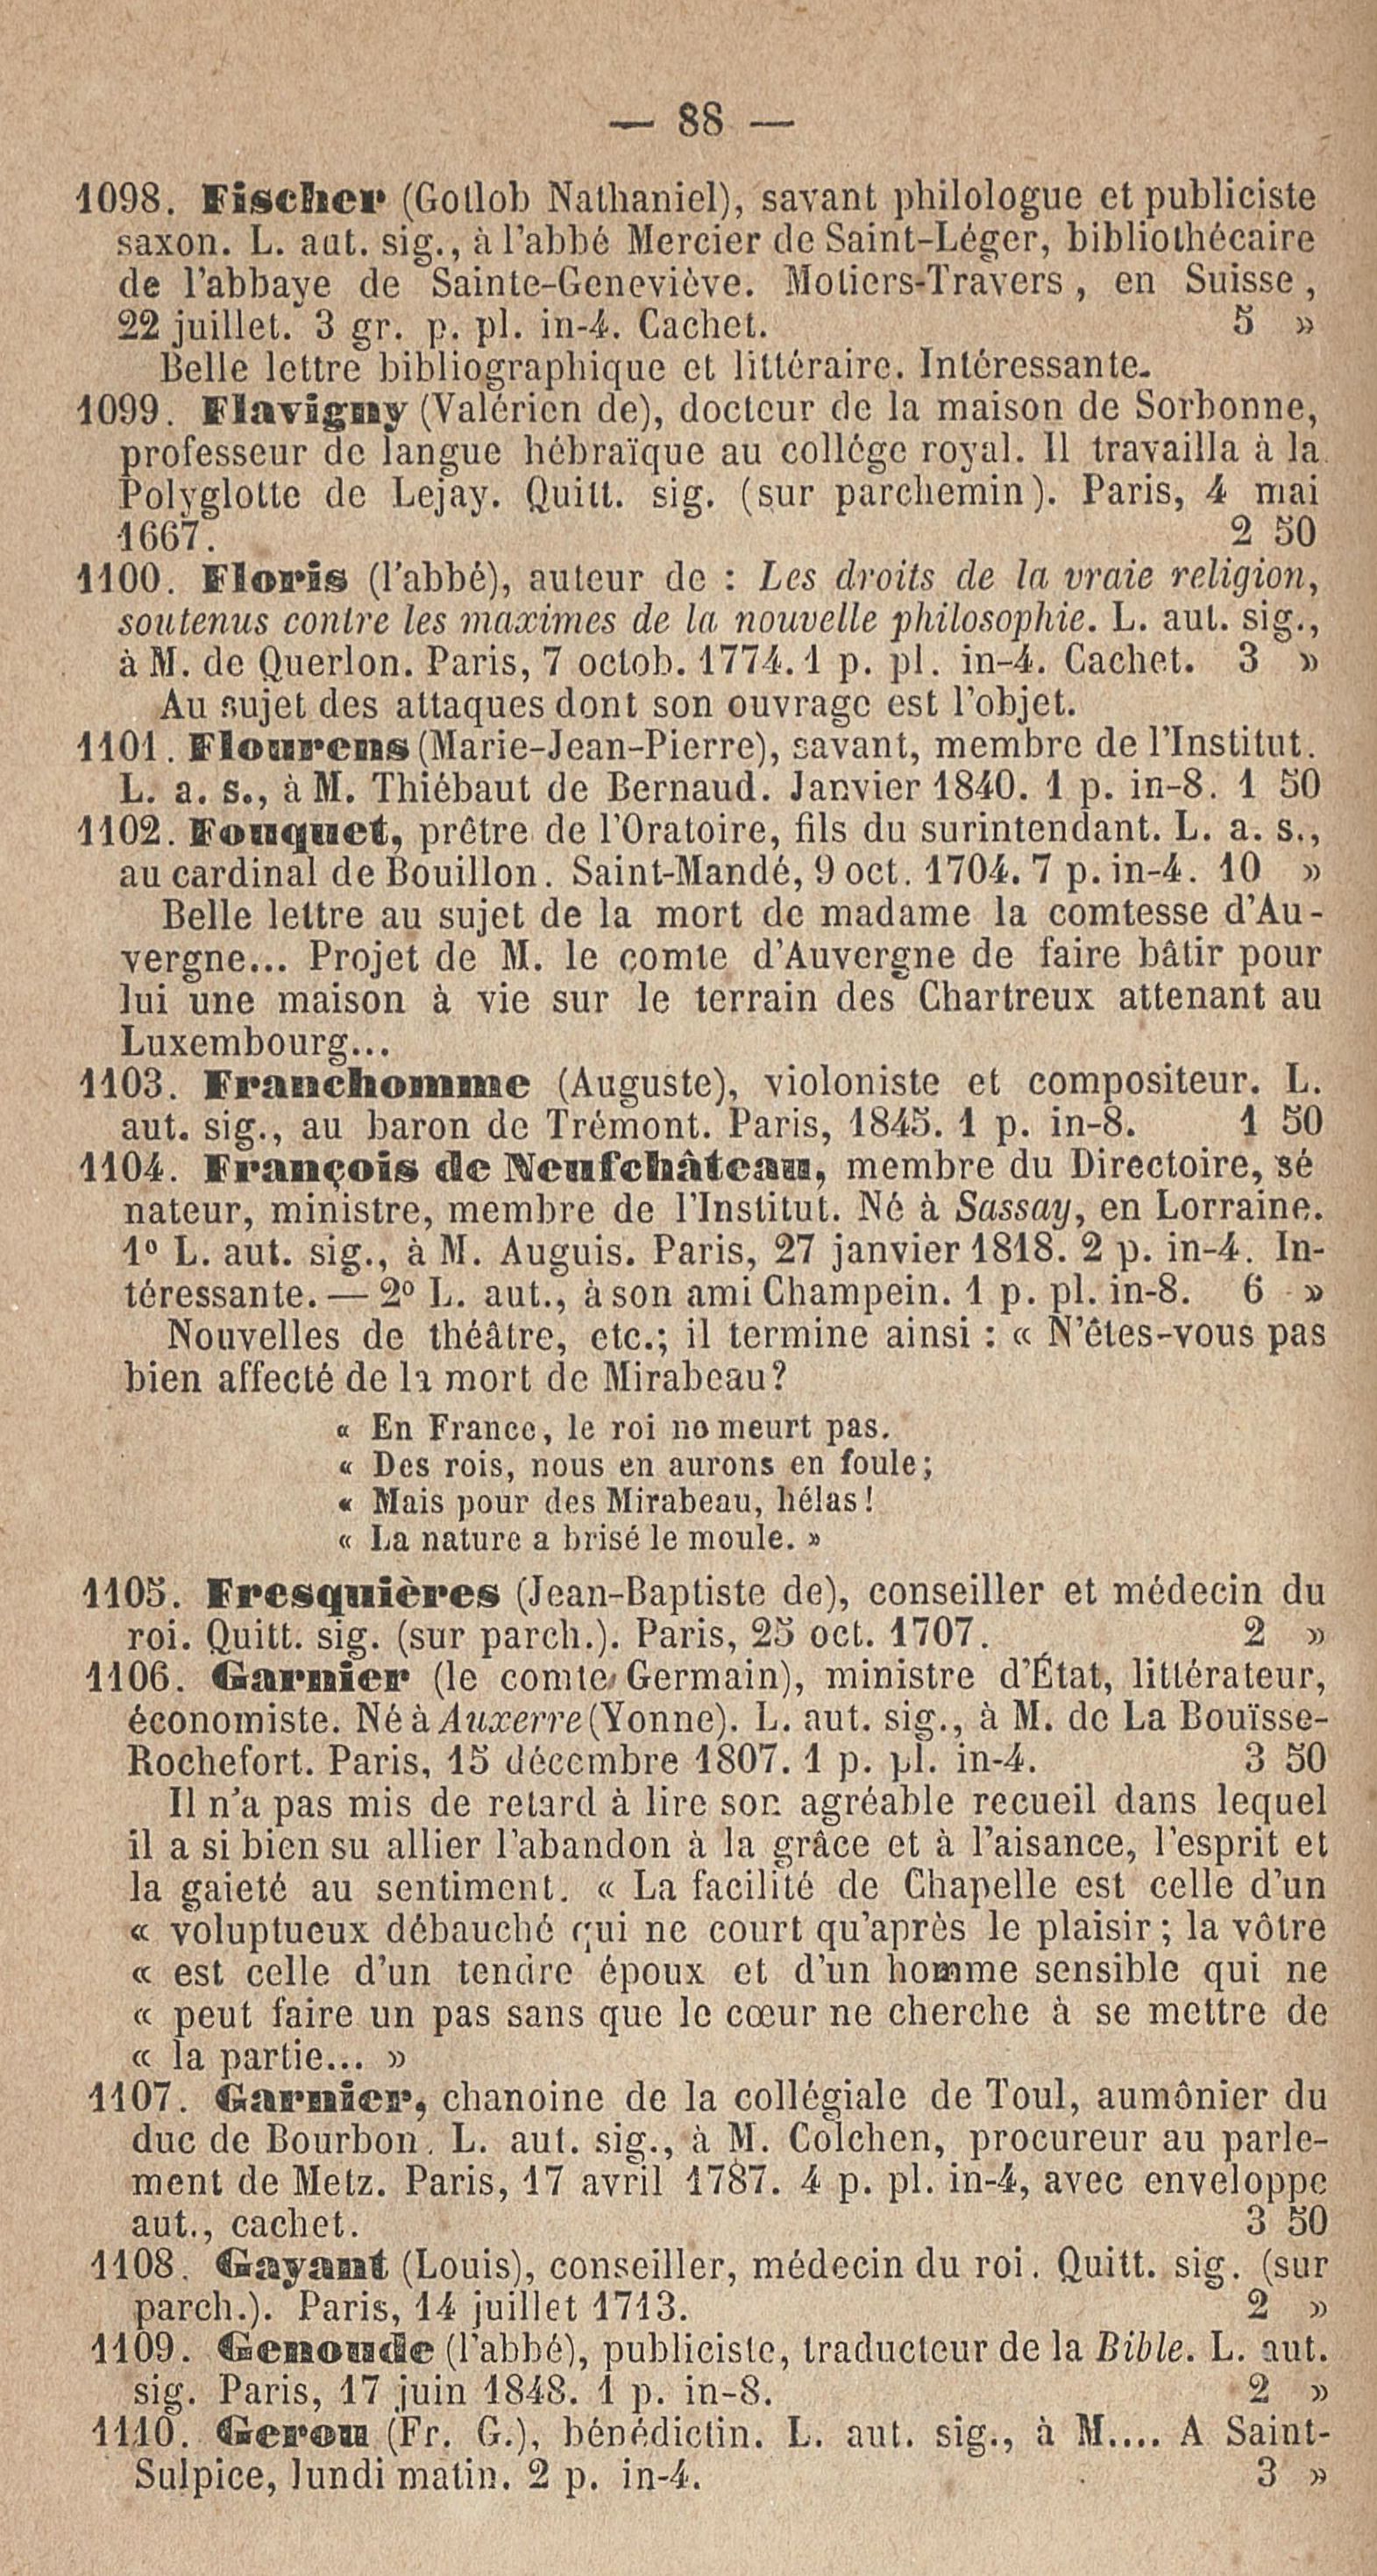 — 88 —
1098. Fischer (Gotlob Nathaniel), savant philologue et publiciste
saxon. L. aut. sig., à l'abbé Mercier de Saint-Léger, bibliothécaire
de l'abbaye de Sainte-Geneviève. Motiers-Travers, en Suisse,
22 juillet. 3 gr. p. pl. in-4. Cachet. 5 »
Belle lettre bibliographique et littéraire. Intéressante.
1099. Flavigny (Valérien de), docteur de la maison de Sorbonne,
professeur de langue hébraïque au collége royal. Il travailla à la
Polyglotte de Lejay. Quitt. sig. (sur parchemin). Paris, 4 mai
1667. 2 50
1100. Floris (l'abbé), auteur de : Les droits de la vraie religion,
soutenus contre les maximes de la nouvelle philosophie. L. aut. sig.,
à M. de Querlon. Paris, 7 octob. 1774. 1 p. pl. in-4. Cachet. 3 »
Au sujet des attaques dont son ouvrage est l'objet.
1101. Flourens (Marie-Jean-Pierre), savant, membre de l'Institut.
L. a. s., à M. Thiébaut de Bernaud. Janvier 1840. 1 p. in-8. 1 50
1102. Fouquet, prêtre de l'Oratoire, fils du surintendant. L. a. s.,
au cardinal de Bouillon. Saint-Mandé, 9 oct. 1704. 7 p. in-4. 10 »
Belle lettre au sujet de la mort de madame la comtesse d'Au-
vergne... Projet de M. le comte d'Auvergne de faire bâtir pour
lui une maison à vie sur le terrain des Chartreux attenant au
Luxembourg...
1103. Franchomme (Auguste), violoniste et compositeur. L.
aut. sig., au baron de Trémont. Paris, 1845. 1 p. in-8. 1 50
1104. François de Neufchâteau, membre du Directoire, sé
nateur, ministre, membre de l'Institut. Né à Sassay, en Lorraine.
1º L. aut. sig., à M. Auguis. Paris, 27 janvier 1818. 2 p. in-4. In-
téressante. — 2º L. aut., à son ami Champein. 1 p. pl. in-8. 6 »
Nouvelles de théâtre, etc.; il termine ainsi : « N'êtes-vous pas
bien affecté de la mort de Mirabeau?
« En France, le roi ne meurt pas.
« Des rois, nous en aurons en foule;
« Mais pour des Mirabeau, hélas!
« La nature a brisé le moule. »
1105. Fresquières (Jean-Baptiste de), conseiller et médecin du
roi. Quitt. sig. (sur parch.). Paris, 25 oct. 1707. 2 »
1106. Garnier (le comte Germain), ministre d'État, littérateur,
économiste. Né à Auxerre (Yonne). L. aut. sig., à M. de La Bouïsse-
Rochefort. Paris, 15 décembre 1807. 1 p. pl. in-4. 3 50
Il n'a pas mis de retard à lire son agréable recueil dans lequel
il a si bien su allier l'abandon à la grâce et à l'aisance, l'esprit et
la gaieté au sentiment. « La facilité de Chapelle est celle d'un
« voluptueux débauché qui ne court qu'après le plaisir; la vôtre
« est celle d'un tendre époux et d'un homme sensible qui ne
« peut faire un pas sans que le cœur ne cherche à se mettre de
« la partie... »
1107. Garnier, chanoine de la collégiale de Toul, aumônier du
duc de Bourbon. L. aut. sig., à M. Colchen, procureur au parle-
ment de Metz. Paris, 17 avril 1787. 4 p. pl. in-4, avec enveloppe
aut., cachet. 3 50
1108. Gayant (Louis), conseiller, médecin du roi. Quitt. sig. (sur
parch.). Paris, 14 juillet 1713. 2 »
1109. Genoude (l'abbé), publiciste, traducteur de la Bible. L. aut.
sig. Paris, 17 juin 1848. 1 p. in-8. 2 »
1110. Gerou (Fr. G.), bénédictin. L. aut. sig., à M.... A Saint-
Sulpice, lundi matin. 2 p. in-4. 3 »